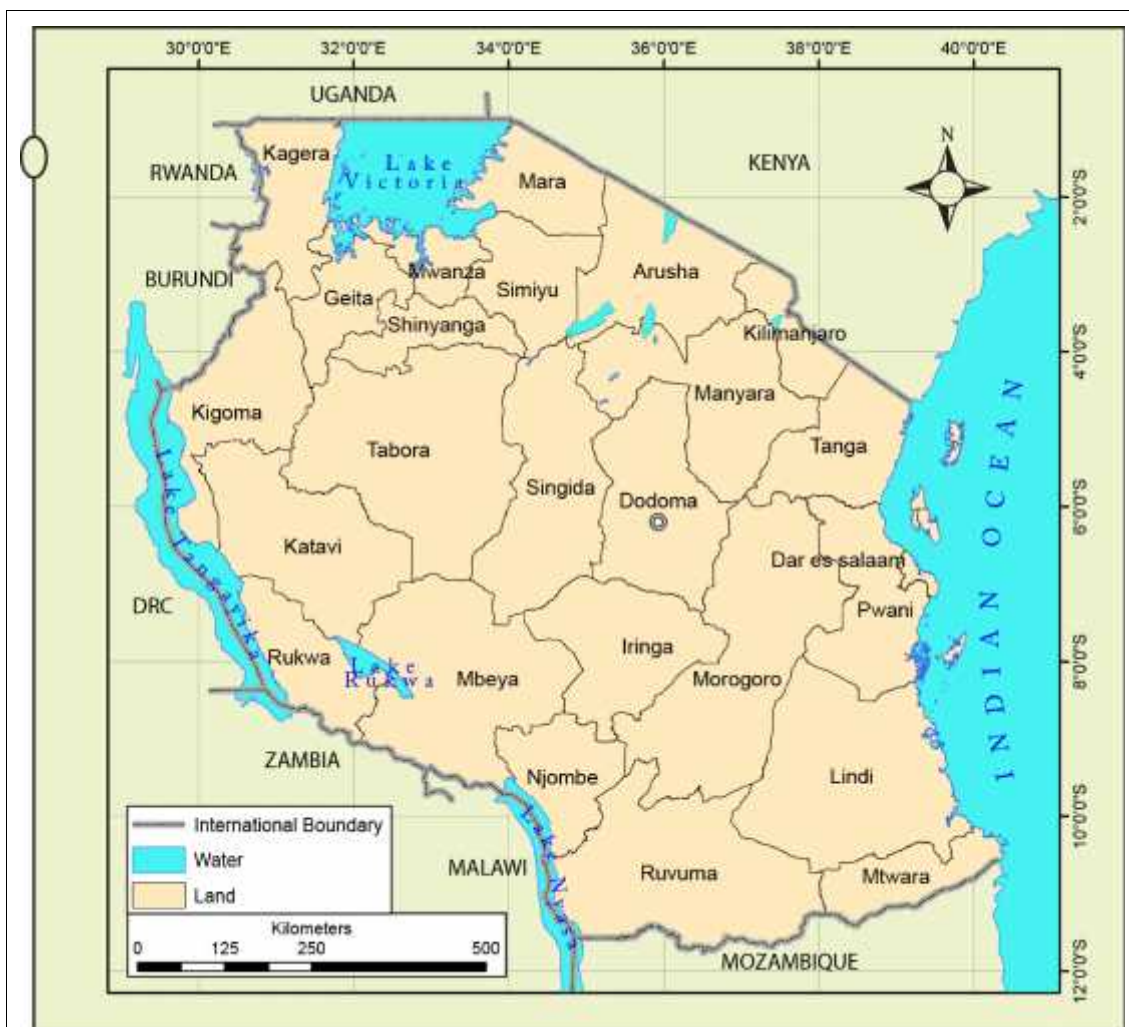 30°0'0"E
32°0'0"E
34°0'0"E
36°0'0"E
38°0'0"E
40°0'0"E
UGANDA
RWANDA
BURUNDI
KENYA
N
Kagera
Lake
Victoria
Mara
Mwanza
Simiyu
Arusha
Geita
Shinyanga
Kilimanjaro
Kigoma
Manyara
Tanga
Tabora
Singida
Dodoma
Katavi
Dar es salaam
Pwani
Lake Tangayika
DRC
Rukwa
Lake
Rukwa
Mbeya
Iringa
Morogoro
ZAMBIA
Njombe
Lindi
Lake Nyasa
MALAWI
Ruvuma
Mtwara
MOZAMBIQUE
INDIAN OCEAN
2°0'0"S
4°0'0"S
6°0'0"S
8°0'0"S
10°0'0"S
12°0'0"S
International Boundary
Water
Land
Kilometers
0 125 250 500